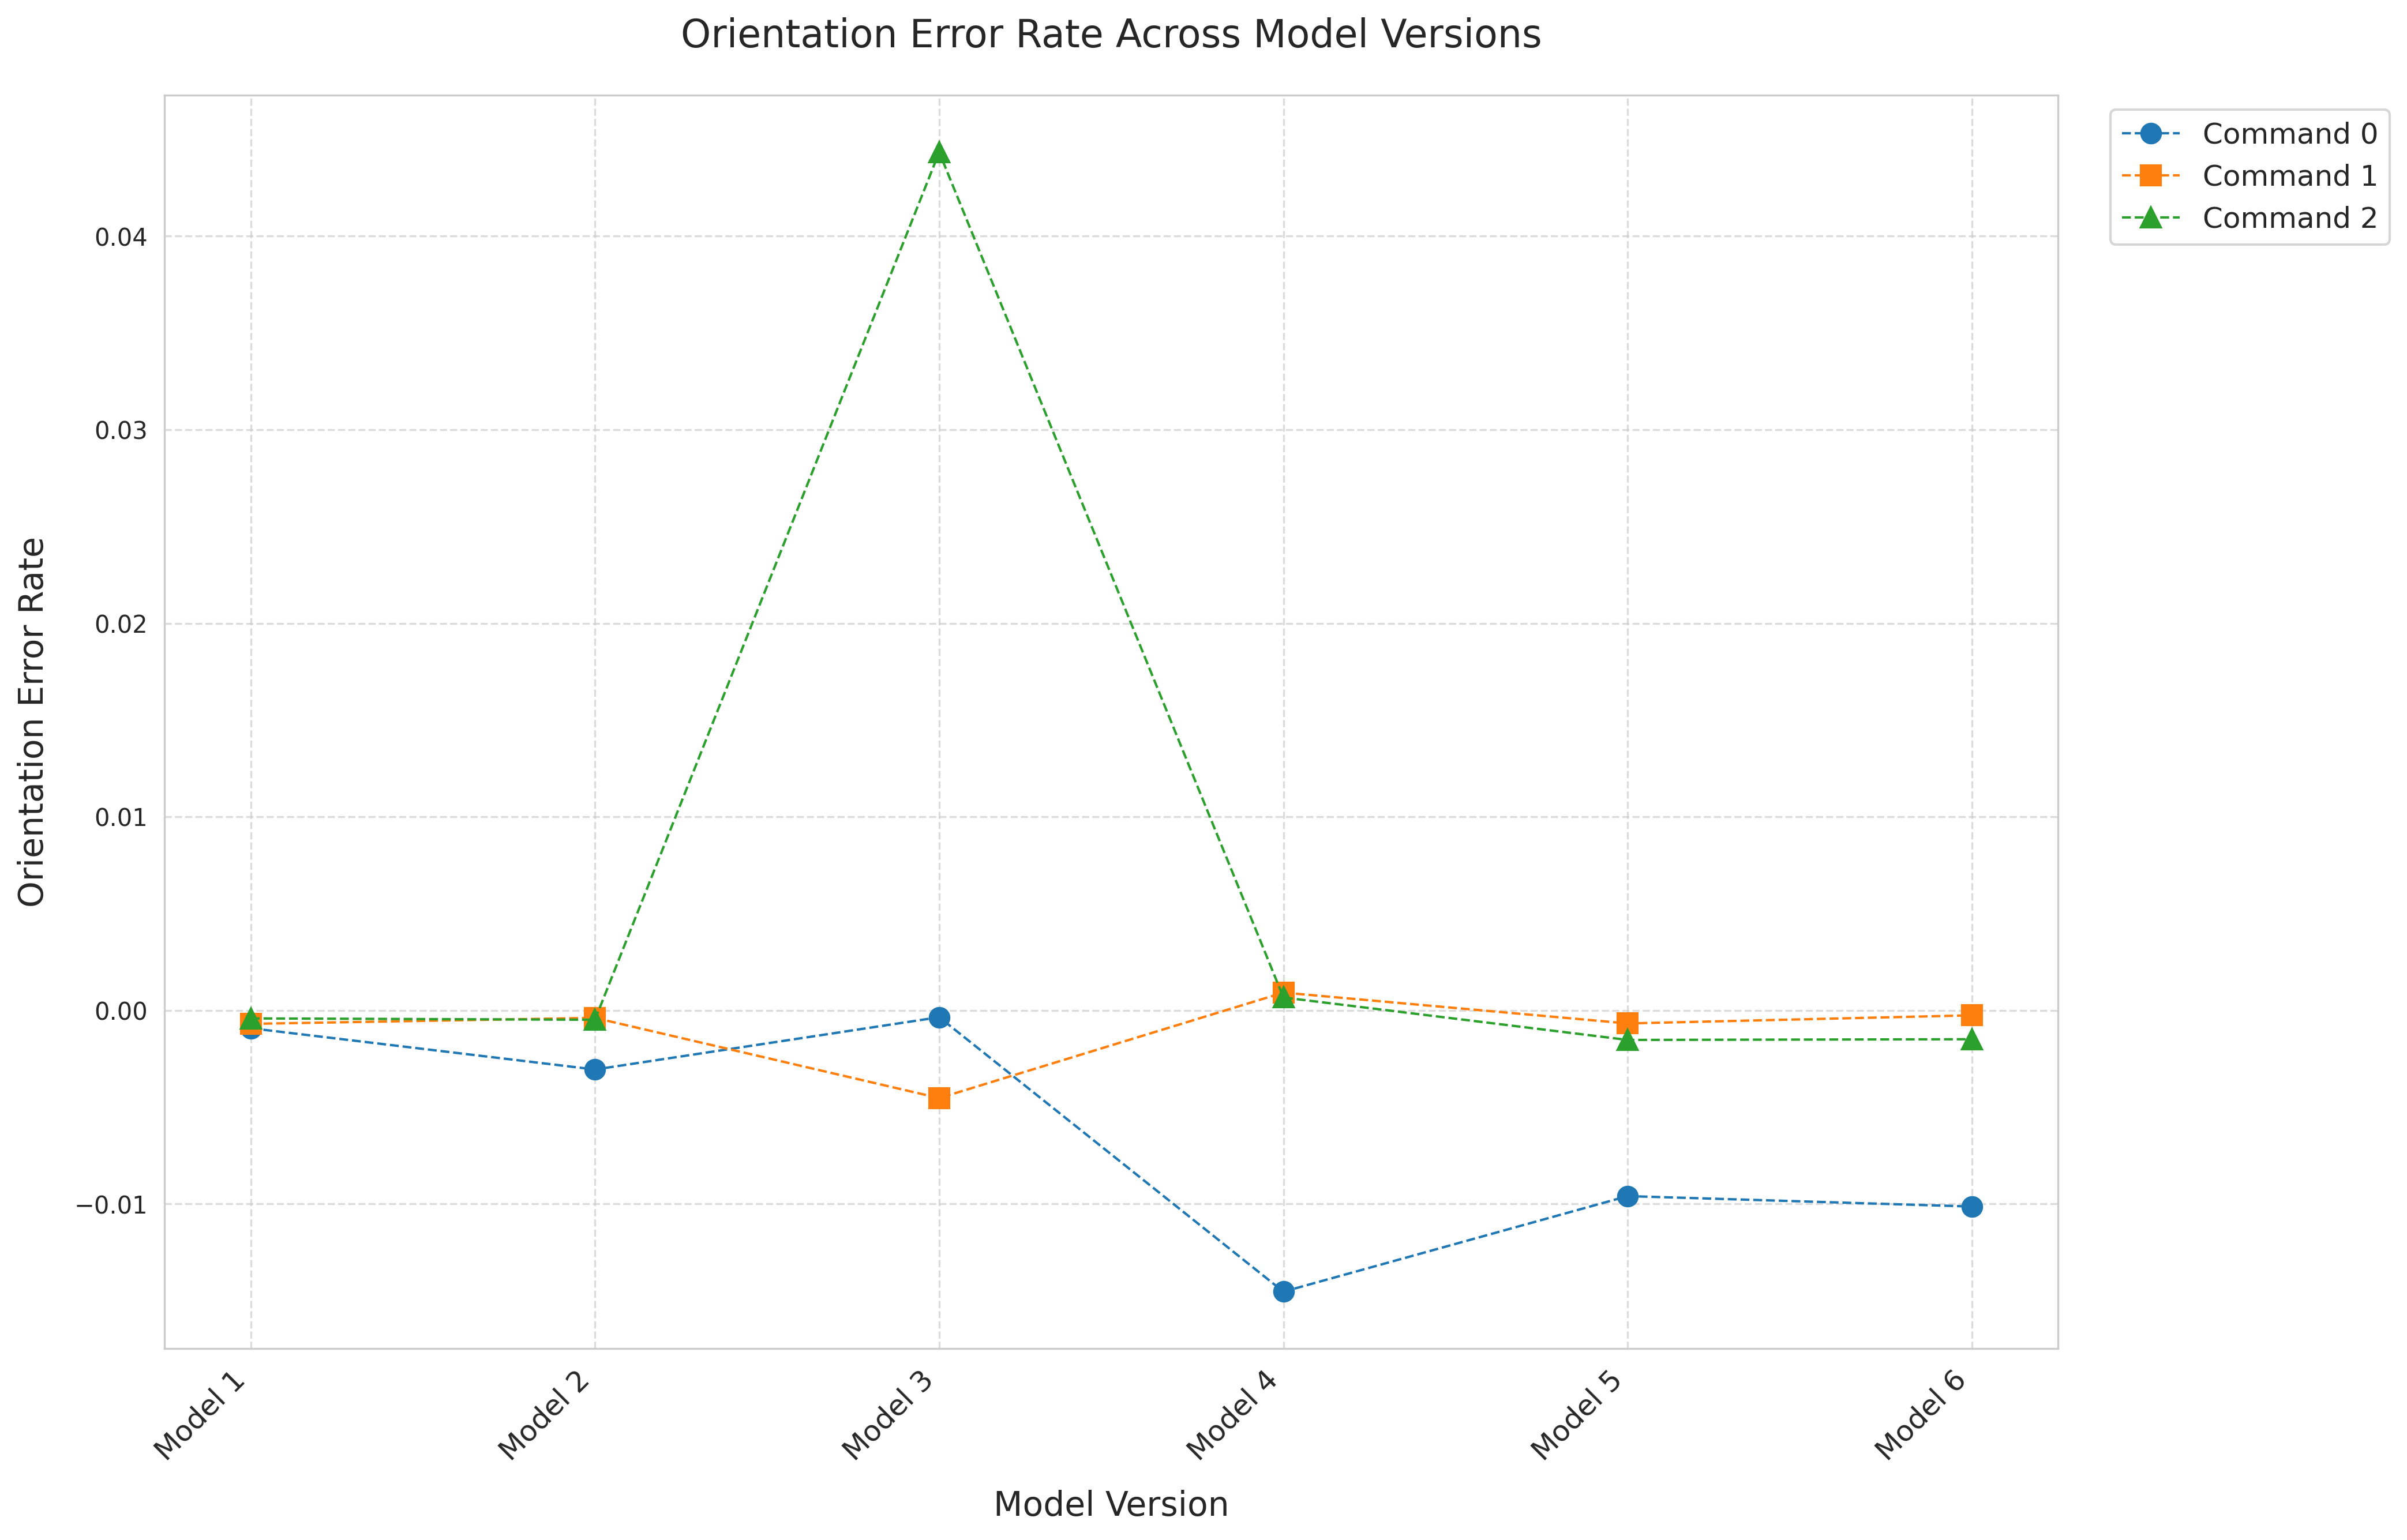 Orientation Error Rate Across Model Versions
Command 0
Command 1
Command 2
Orientation Error Rate
0.04
0.03
0.02
0.01
0.00
−0.01
Model 1
Model 2
Model 3
Model 4
Model 5
Model 6
Model Version